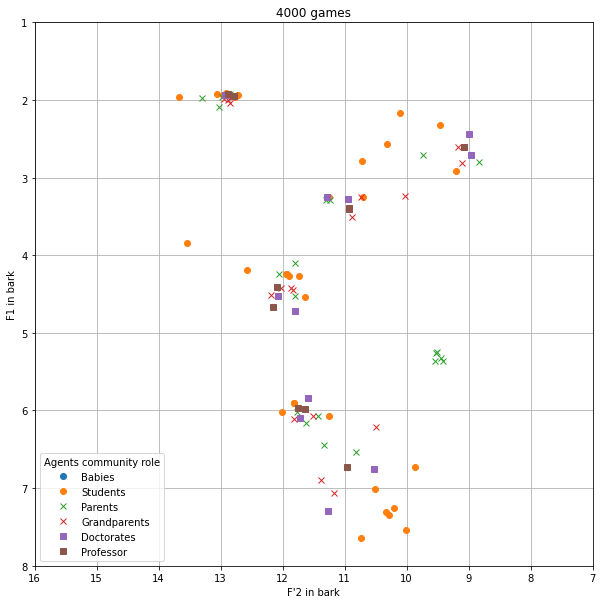 4000 games
1
2
3
4
5
6
7
8
F1 in bark
Agents community role
Babies
Students
Parents
Grandparents
Doctorates
Professor
16 15 14 13 12 11 10 9 8 7
F'2 in bark